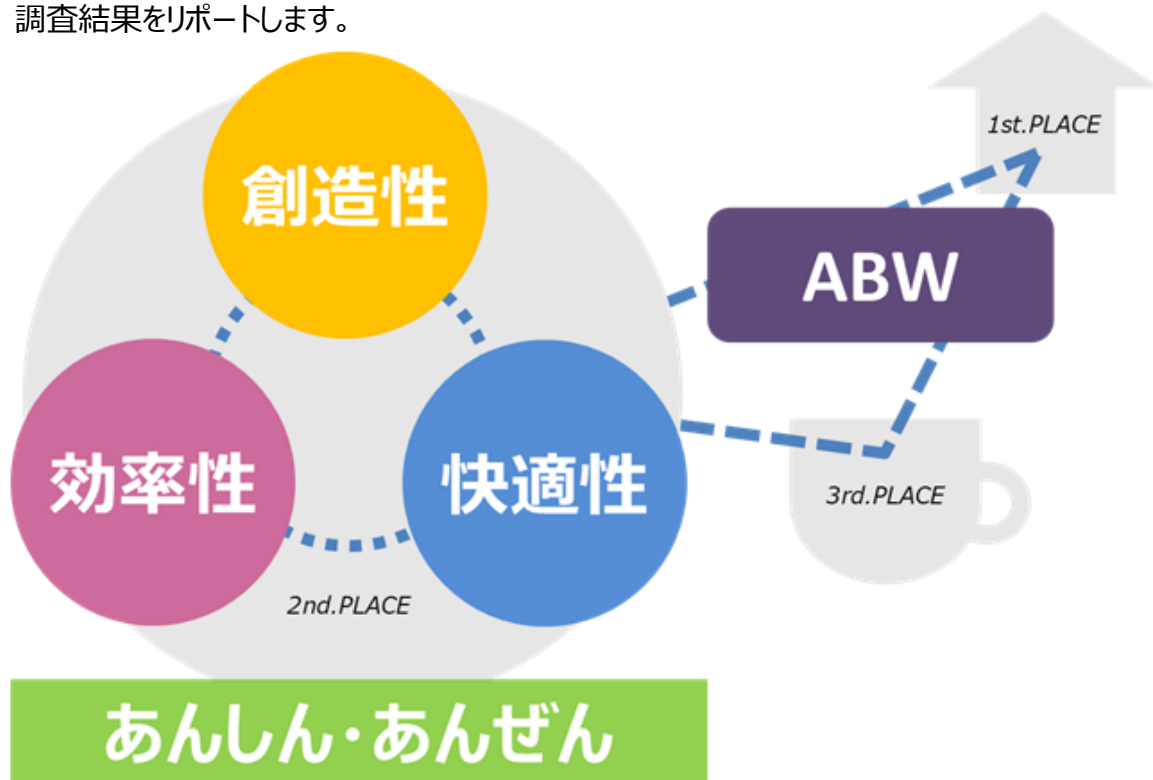 調査結果をリポートします。
創造性
1st.PLACE
ABW
効率性
快適性
3rd.PLACE
2nd.PLACE
あんしん・あんぜん